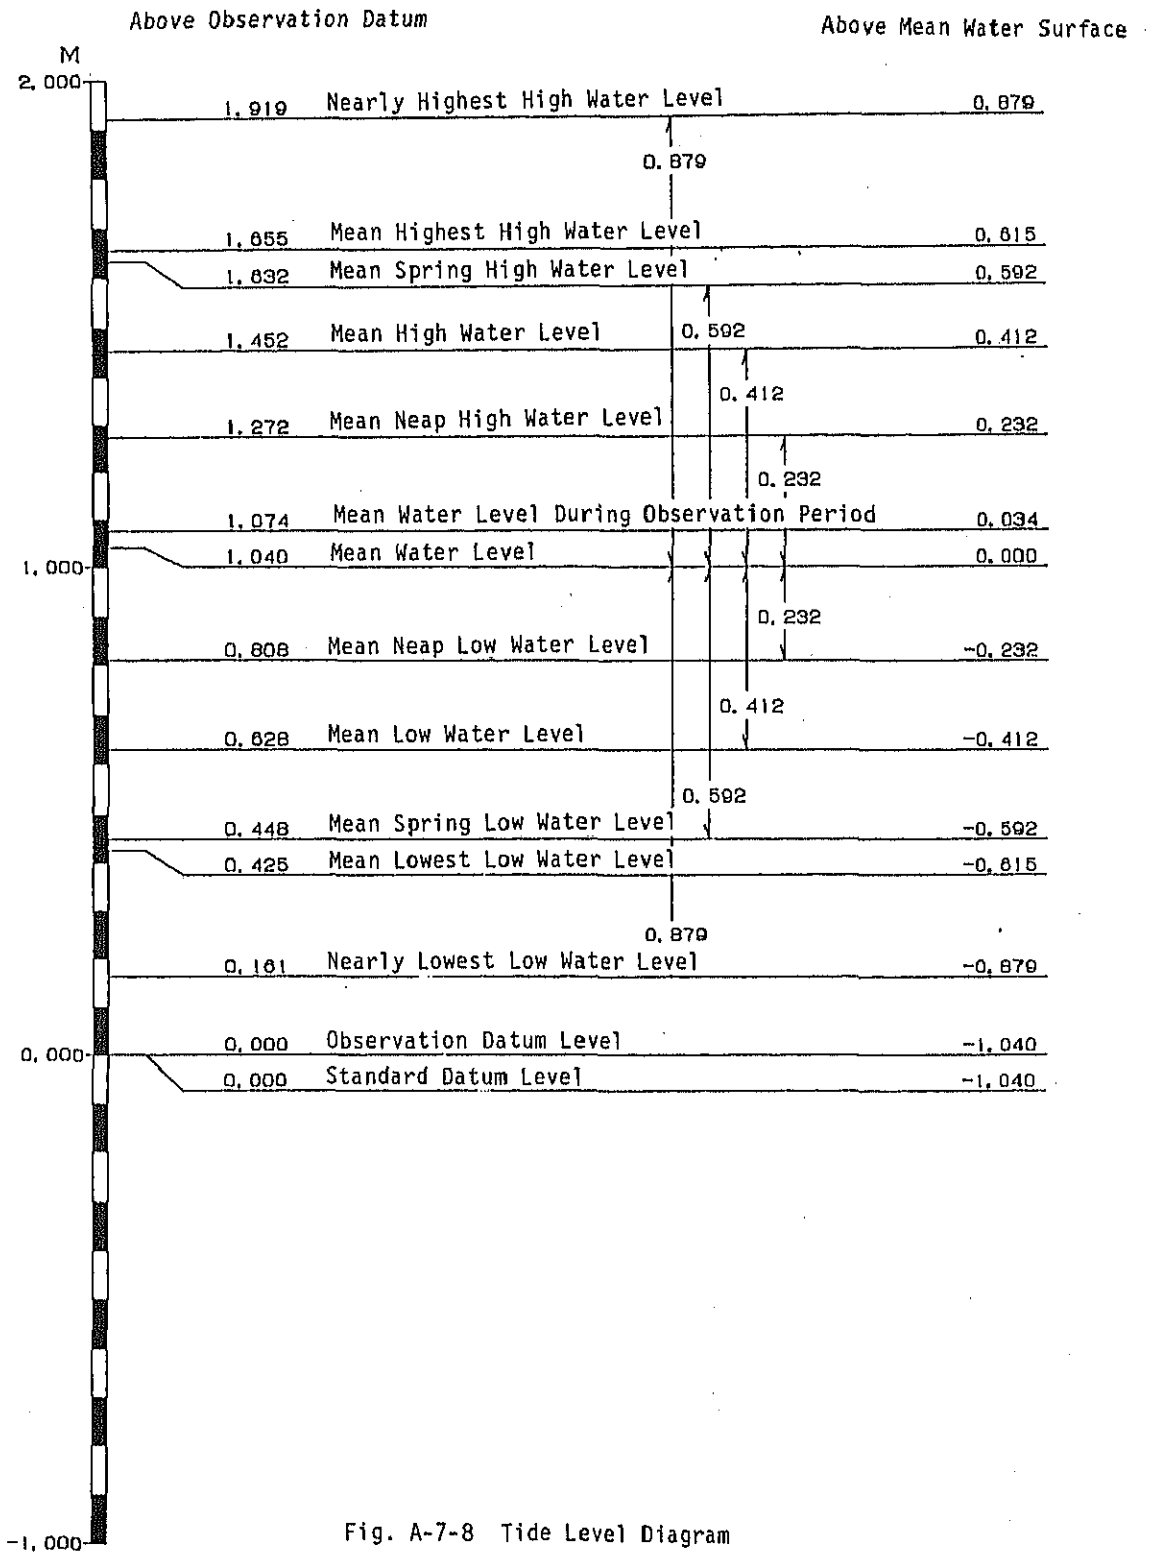 Above Observation Datum Above Mean Water Surface
M
2.000
1.919 Nearly Highest High Water Level 0.879
0.879
1.655 Mean Highest High Water Level 0.615
1.632 Mean Spring High Water Level 0.592
0.592
1.452 Mean High Water Level 0.412
0.412
1.272 Mean Neap High Water Level 0.232
0.232
1.074 Mean Water Level During Observation Period 0.034
1.040 Mean Water Level 0.000
1.000
0.232
0.808 Mean Neap Low Water Level -0.232
0.412
0.628 Mean Low Water Level -0.412
0.592
0.448 Mean Spring Low Water Level -0.592
0.425 Mean Lowest Low Water Level -0.615
0.879
0.161 Nearly Lowest Low Water Level -0.879
0.000 0.000 Observation Datum Level -1.040
0.000 Standard Datum Level -1.040
-1.000
Fig. A-7-8 Tide Level Diagram